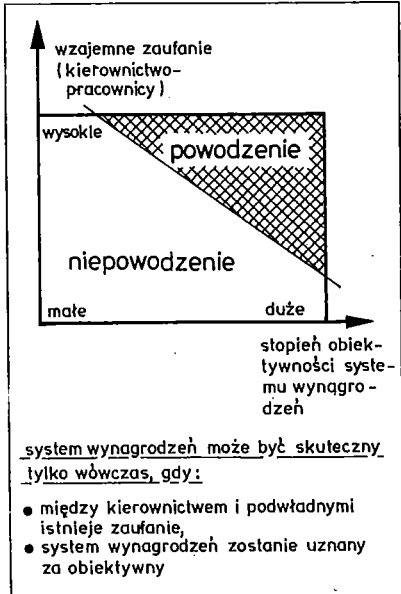 wzajemne zaufanie
(kierownictwo-
pracownicy)
wysokie
powodzenie
niepowodzenie
małe
duże
stopień obiek-
tywności syste-
mu wynagro-
dzeń
system wynagrodzeń może być skuteczny
tylko wówczas, gdy:
• między kierownictwem i podwładnymi
istnieje zaufanie,
• system wynagrodzeń zostanie uznany
za obiektywny